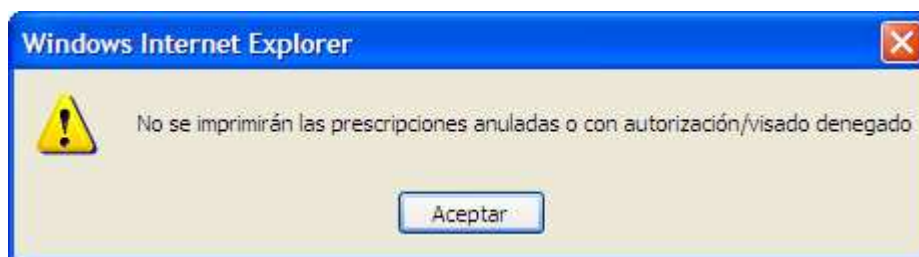 Windows Internet Explorer
No se imprimirán las prescripciones anuladas o con autorización/visado denegado
Aceptar